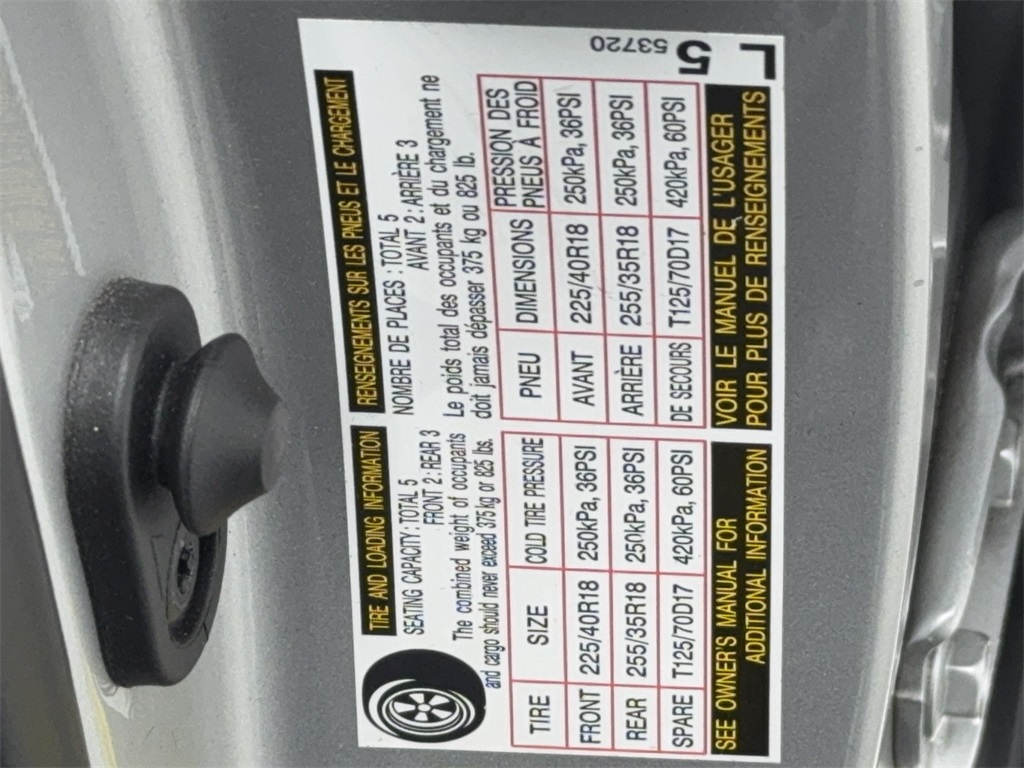 TIRE AND LOADING INFORMATION
SEATING CAPACITY : TOTAL 5
FRONT 2 : REAR 3
The combined weight of occupants
and cargo should never exceed 375 kg or 825 lbs.
TIRE SIZE COLD TIRE PRESSURE
FRONT 225/40R18 250kPa, 36PSI
REAR 255/35R18 250kPa, 36PSI
SPARE T125/70D17 420kPa, 60PSI
SEE OWNER'S MANUAL FOR
ADDITIONAL INFORMATION
RENSEIGNEMENTS SUR LES PNEUS ET LE CHARGEMENT
NOMBRE DE PLACES : TOTAL 5
AVANT 2 : ARRIÈRE 3
Le poids total des occupants et du chargement ne
doit jamais dépasser 375 kg ou 825 lb.
PNEU DIMENSIONS PRESSION DES
PNEUS À FROID
AVANT 225/40R18 250kPa, 36PSI
ARRIÈRE 255/35R18 250kPa, 36PSI
DE SECOURS T125/70D17 420kPa, 60PSI
VOIR LE MANUEL DE L'USAGER
POUR PLUS DE RENSEIGNEMENTS
53720
L5